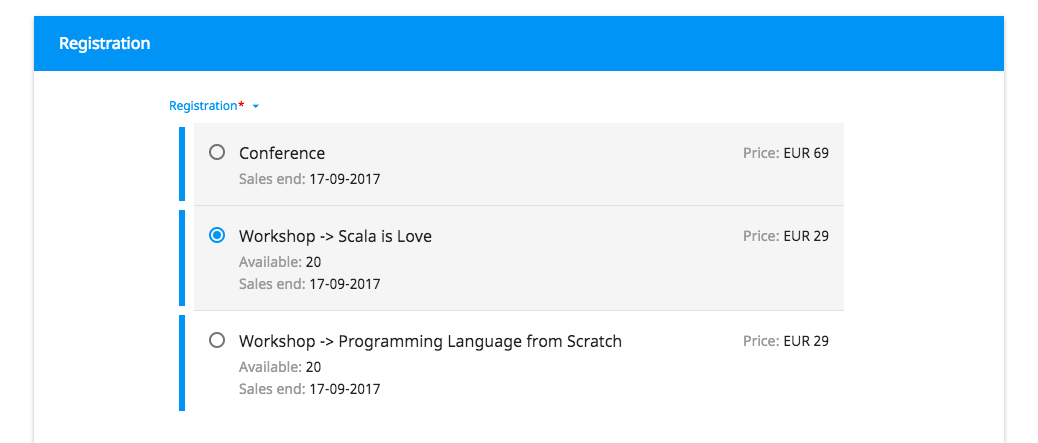 Registration
Registration*
Conference
Price: EUR 69
Sales end: 17-09-2017
Workshop -> Scala is Love
Price: EUR 29
Available: 20
Sales end: 17-09-2017
Workshop -> Programming Language from Scratch
Price: EUR 29
Available: 20
Sales end: 17-09-2017